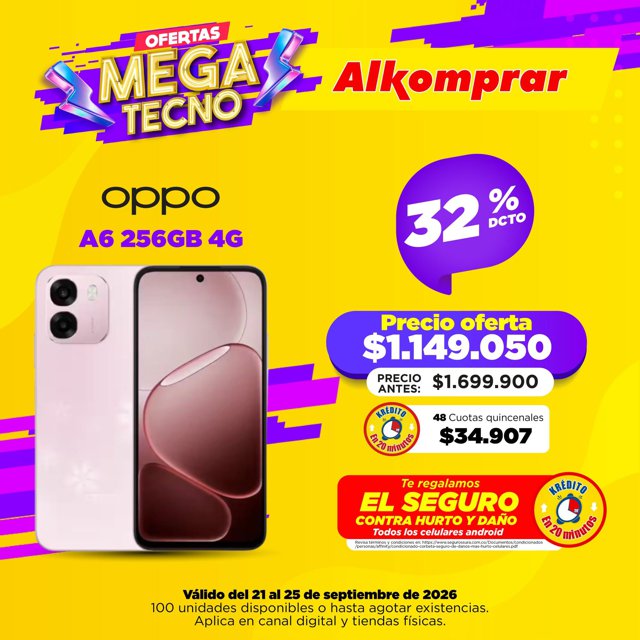 OFERTAS
MEGA
TECNO
Alkomprar
oppo
A6 256GB 4G
32%
DCTO
Precio oferta
$1.149.050
PRECIO
ANTES: $1.699.900
KRÉDITO
En 20 minutos
48 Cuotas quincenales
$34.907
Te regalamos
EL SEGURO
CONTRA HURTO Y DAÑO
Todos los celulares android
KRÉDITO
En 20 minutos
Válido del 21 al 25 de septiembre de 2026
100 unidades disponibles o hasta agotar existencias.
Aplica en canal digital y tiendas físicas.